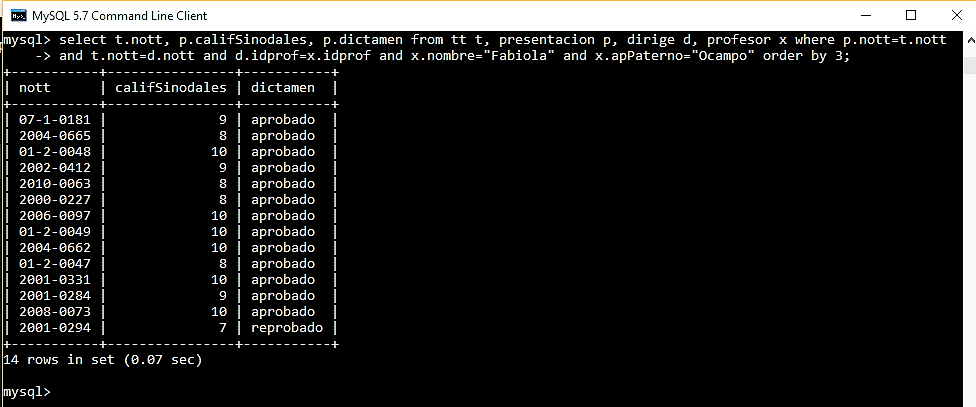 MySQL 5.7 Command Line Client
mysql> select t.nott, p.califSinodales, p.dictamen from tt t, presentacion p, dirige d, profesor x where p.nott=t.nott
    -> and t.nott=d.nott and d.idprof=x.idprof and x.nombre="Fabiola" and x.apPaterno="Ocampo" order by 3;
+-----------+----------------+-----------+
| nott      | califSinodales | dictamen  |
+-----------+----------------+-----------+
| 07-1-0181 |              9 | aprobado  |
| 2004-0665 |              8 | aprobado  |
| 01-2-0048 |             10 | aprobado  |
| 2002-0412 |              9 | aprobado  |
| 2010-0063 |              8 | aprobado  |
| 2000-0227 |              8 | aprobado  |
| 2006-0097 |             10 | aprobado  |
| 01-2-0049 |             10 | aprobado  |
| 2004-0662 |             10 | aprobado  |
| 01-2-0047 |              8 | aprobado  |
| 2001-0331 |             10 | aprobado  |
| 2001-0284 |              9 | aprobado  |
| 2008-0073 |             10 | aprobado  |
| 2001-0294 |              7 | reprobado |
+-----------+----------------+-----------+
14 rows in set (0.07 sec)
mysql>